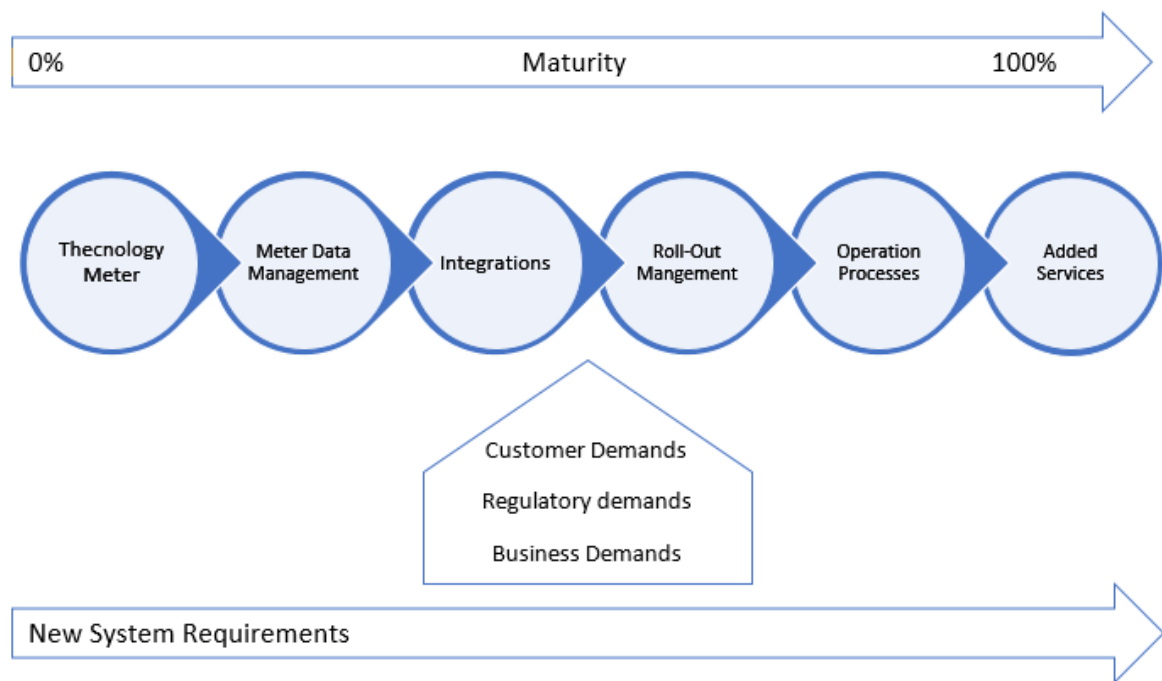 0% Maturity 100%
Thecnology
Meter
Meter Data
Management
Integrations
Roll-Out
Mangement
Operation
Processes
Added
Services
Customer Demands
Regulatory demands
Business Demands
New System Requirements